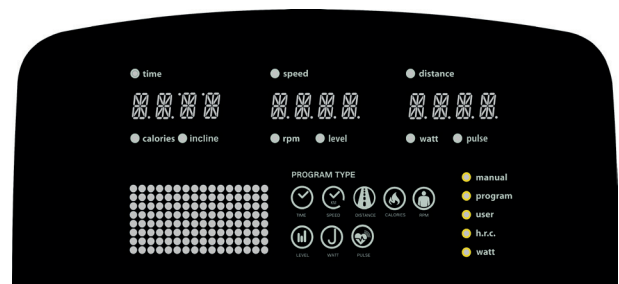 time speed distance
calories incline rpm level watt pulse
PROGRAM TYPE
manual
program
user
h.r.c.
watt
TIME SPEED DISTANCE CALORIES RPM
LEVEL WATT PULSE